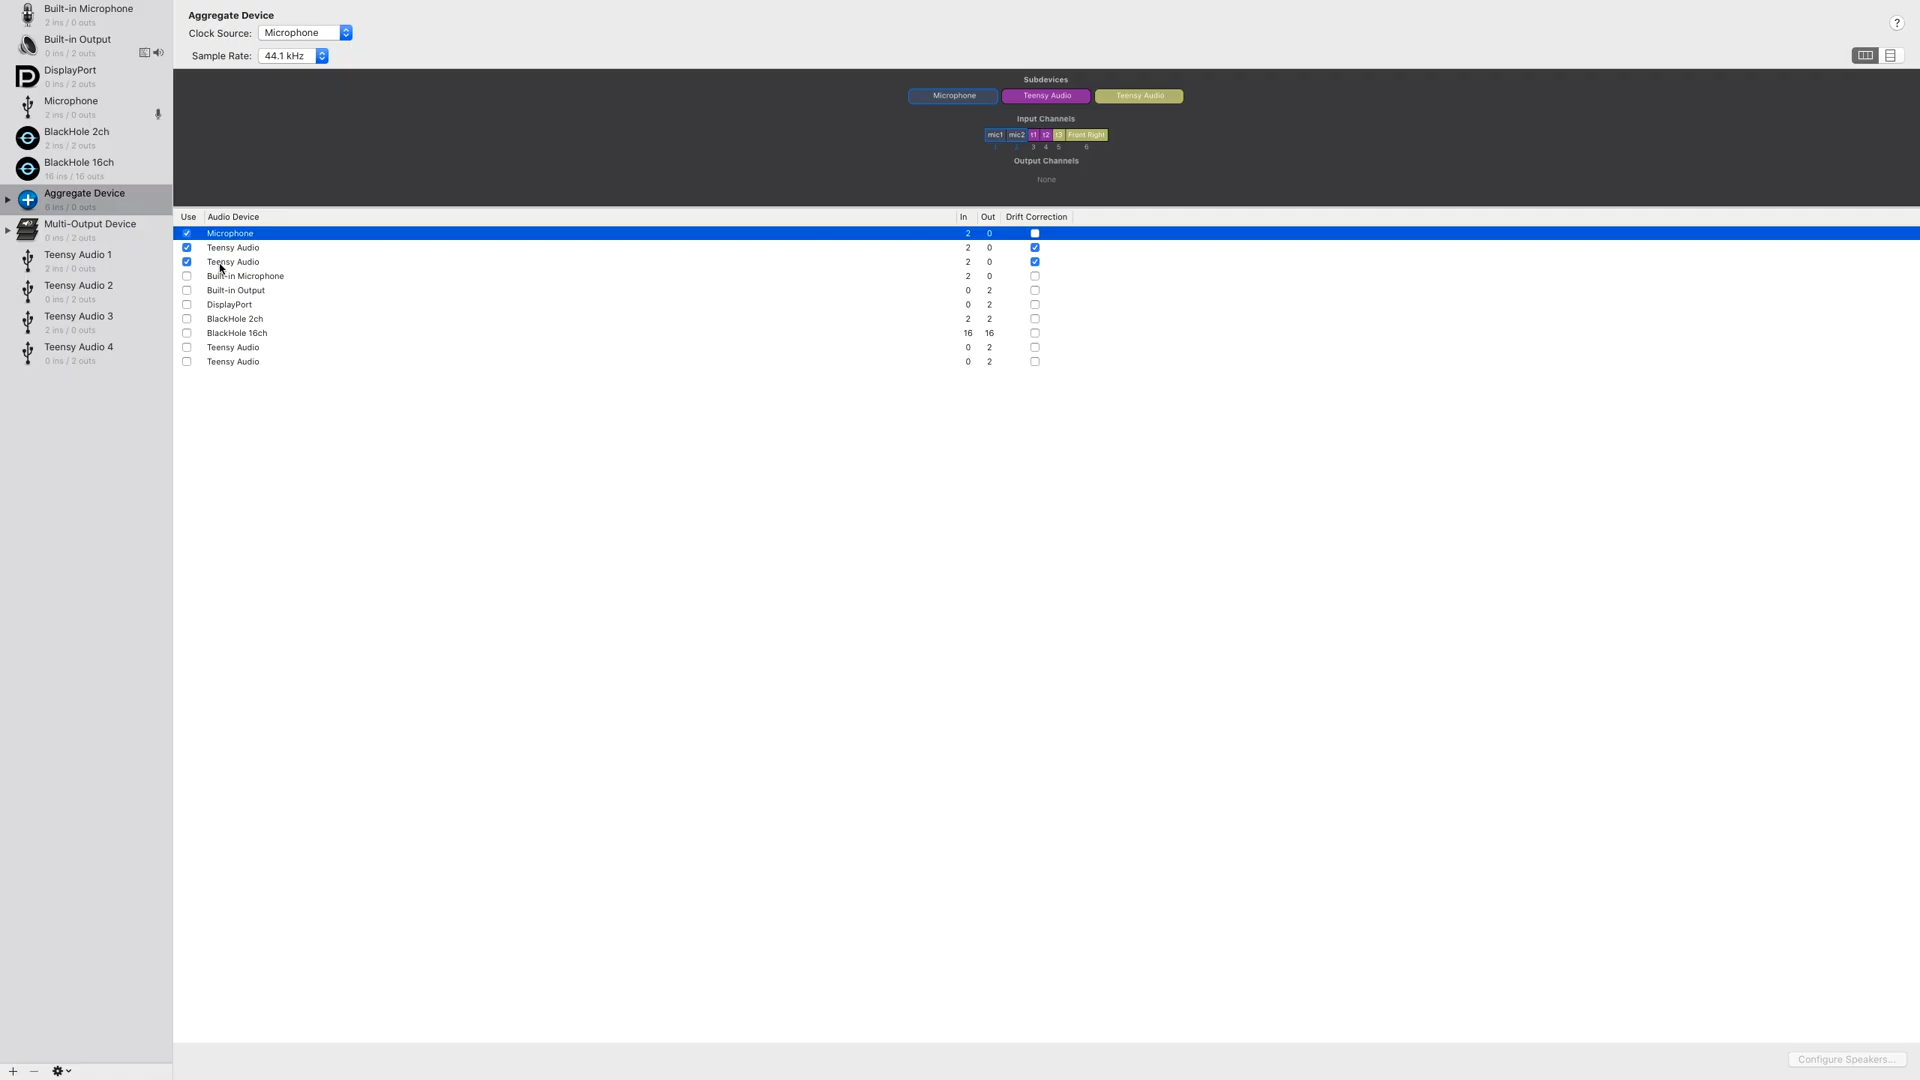 Built-in Microphone
2 ins / 0 outs
Built-in Output
0 ins / 2 outs
DisplayPort
0 ins / 2 outs
Microphone
2 ins / 0 outs
BlackHole 2ch
2 ins / 2 outs
BlackHole 16ch
16 ins / 16 outs
Aggregate Device
6 ins / 0 outs
Multi-Output Device
0 ins / 2 outs
Teensy Audio 1
2 ins / 0 outs
Teensy Audio 2
0 ins / 2 outs
Teensy Audio 3
2 ins / 0 outs
Teensy Audio 4
0 ins / 2 outs
Aggregate Device
Clock Source: Microphone
Sample Rate: 44.1 kHz
?
Subdevices
Microphone Teensy Audio Teensy Audio
Input Channels
mic1 mic2 t1 t2 t3 Front Right
1 2 3 4 5 6
Output Channels
None
Use Audio Device In Out Drift Correction
Microphone 2 0
Teensy Audio 2 0
Teensy Audio 2 0
Built-in Microphone 2 0
Built-in Output 0 2
DisplayPort 0 2
BlackHole 2ch 2 2
BlackHole 16ch 16 16
Teensy Audio 0 2
Teensy Audio 0 2
Configure Speakers...